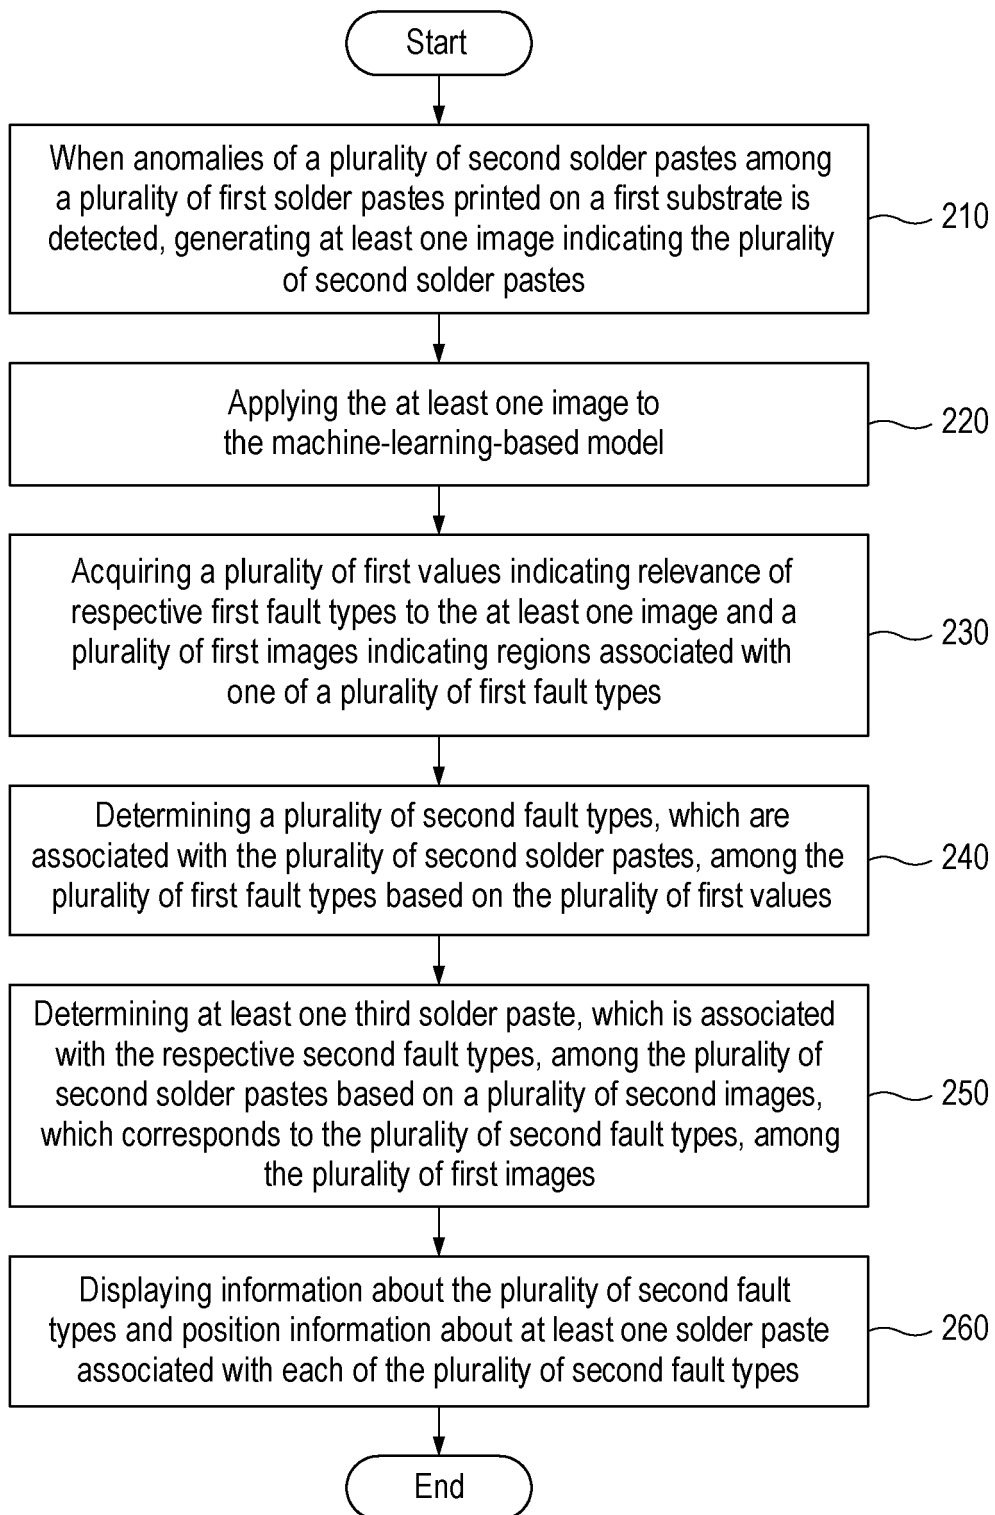 Start
When anomalies of a plurality of second solder pastes among
a plurality of first solder pastes printed on a first substrate is
detected, generating at least one image indicating the plurality
of second solder pastes
210
Applying the at least one image to
the machine-learning-based model
220
Acquiring a plurality of first values indicating relevance of
respective first fault types to the at least one image and a
plurality of first images indicating regions associated with
one of a plurality of first fault types
230
Determining a plurality of second fault types, which are
associated with the plurality of second solder pastes, among the
plurality of first fault types based on the plurality of first values
240
Determining at least one third solder paste, which is associated
with the respective second fault types, among the plurality of
second solder pastes based on a plurality of second images,
which corresponds to the plurality of second fault types, among
the plurality of first images
250
Displaying information about the plurality of second fault
types and position information about at least one solder paste
associated with each of the plurality of second fault types
260
End